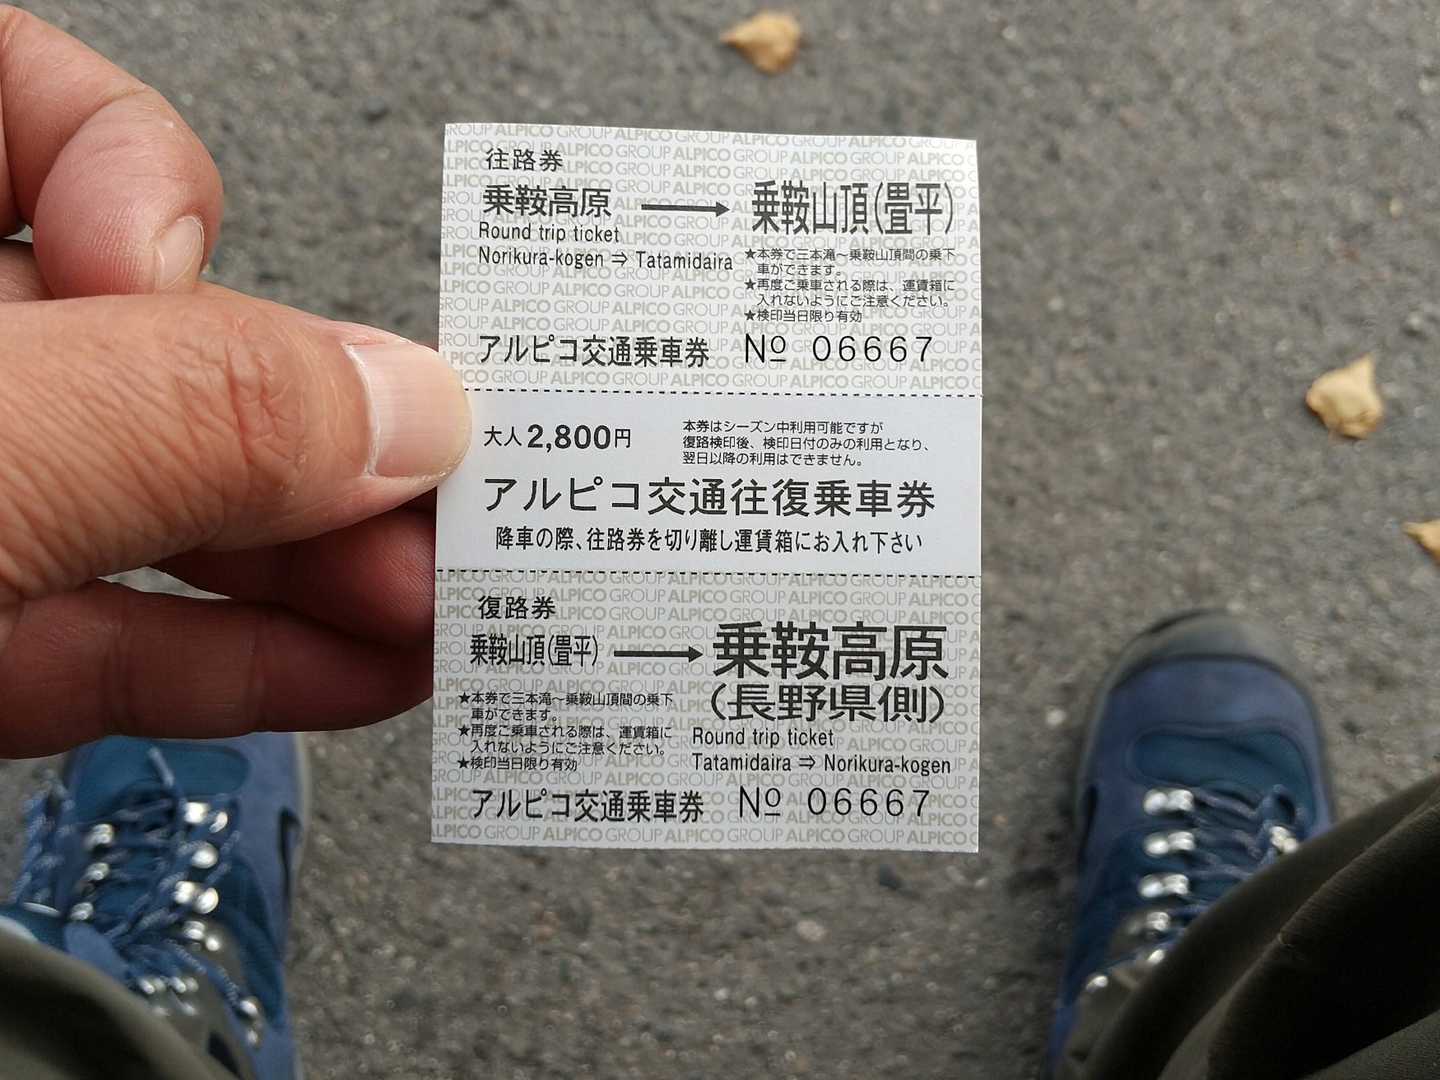 往路券
乗鞍高原 → 乗鞍山頂(畳平)
Round trip ticket
Norikura-kogen ⇒ Tatamidaira
★本券で三本滝～乗鞍山頂間の乗下
車ができます。
★再度ご乗車される際は、運賃箱に
入れないようにご注意ください。
★検印当日限り有効
アルピコ交通乗車券 № 06667
大人2,800円
本券はシーズン中利用可能ですが
復路検印後、検印日付のみの利用となり、
翌日以降の利用はできません。
アルピコ交通往復乗車券
降車の際、往路券を切り離し運賃箱にお入れ下さい
復路券
乗鞍山頂(畳平) → 乗鞍高原
(長野県側)
★本券で三本滝～乗鞍山頂間の乗下
車ができます。
★再度ご乗車される際は、運賃箱に
入れないようにご注意ください。
★検印当日限り有効
Round trip ticket
Tatamidaira ⇒ Norikura-kogen
アルピコ交通乗車券 № 06667
ALPICO GROUP